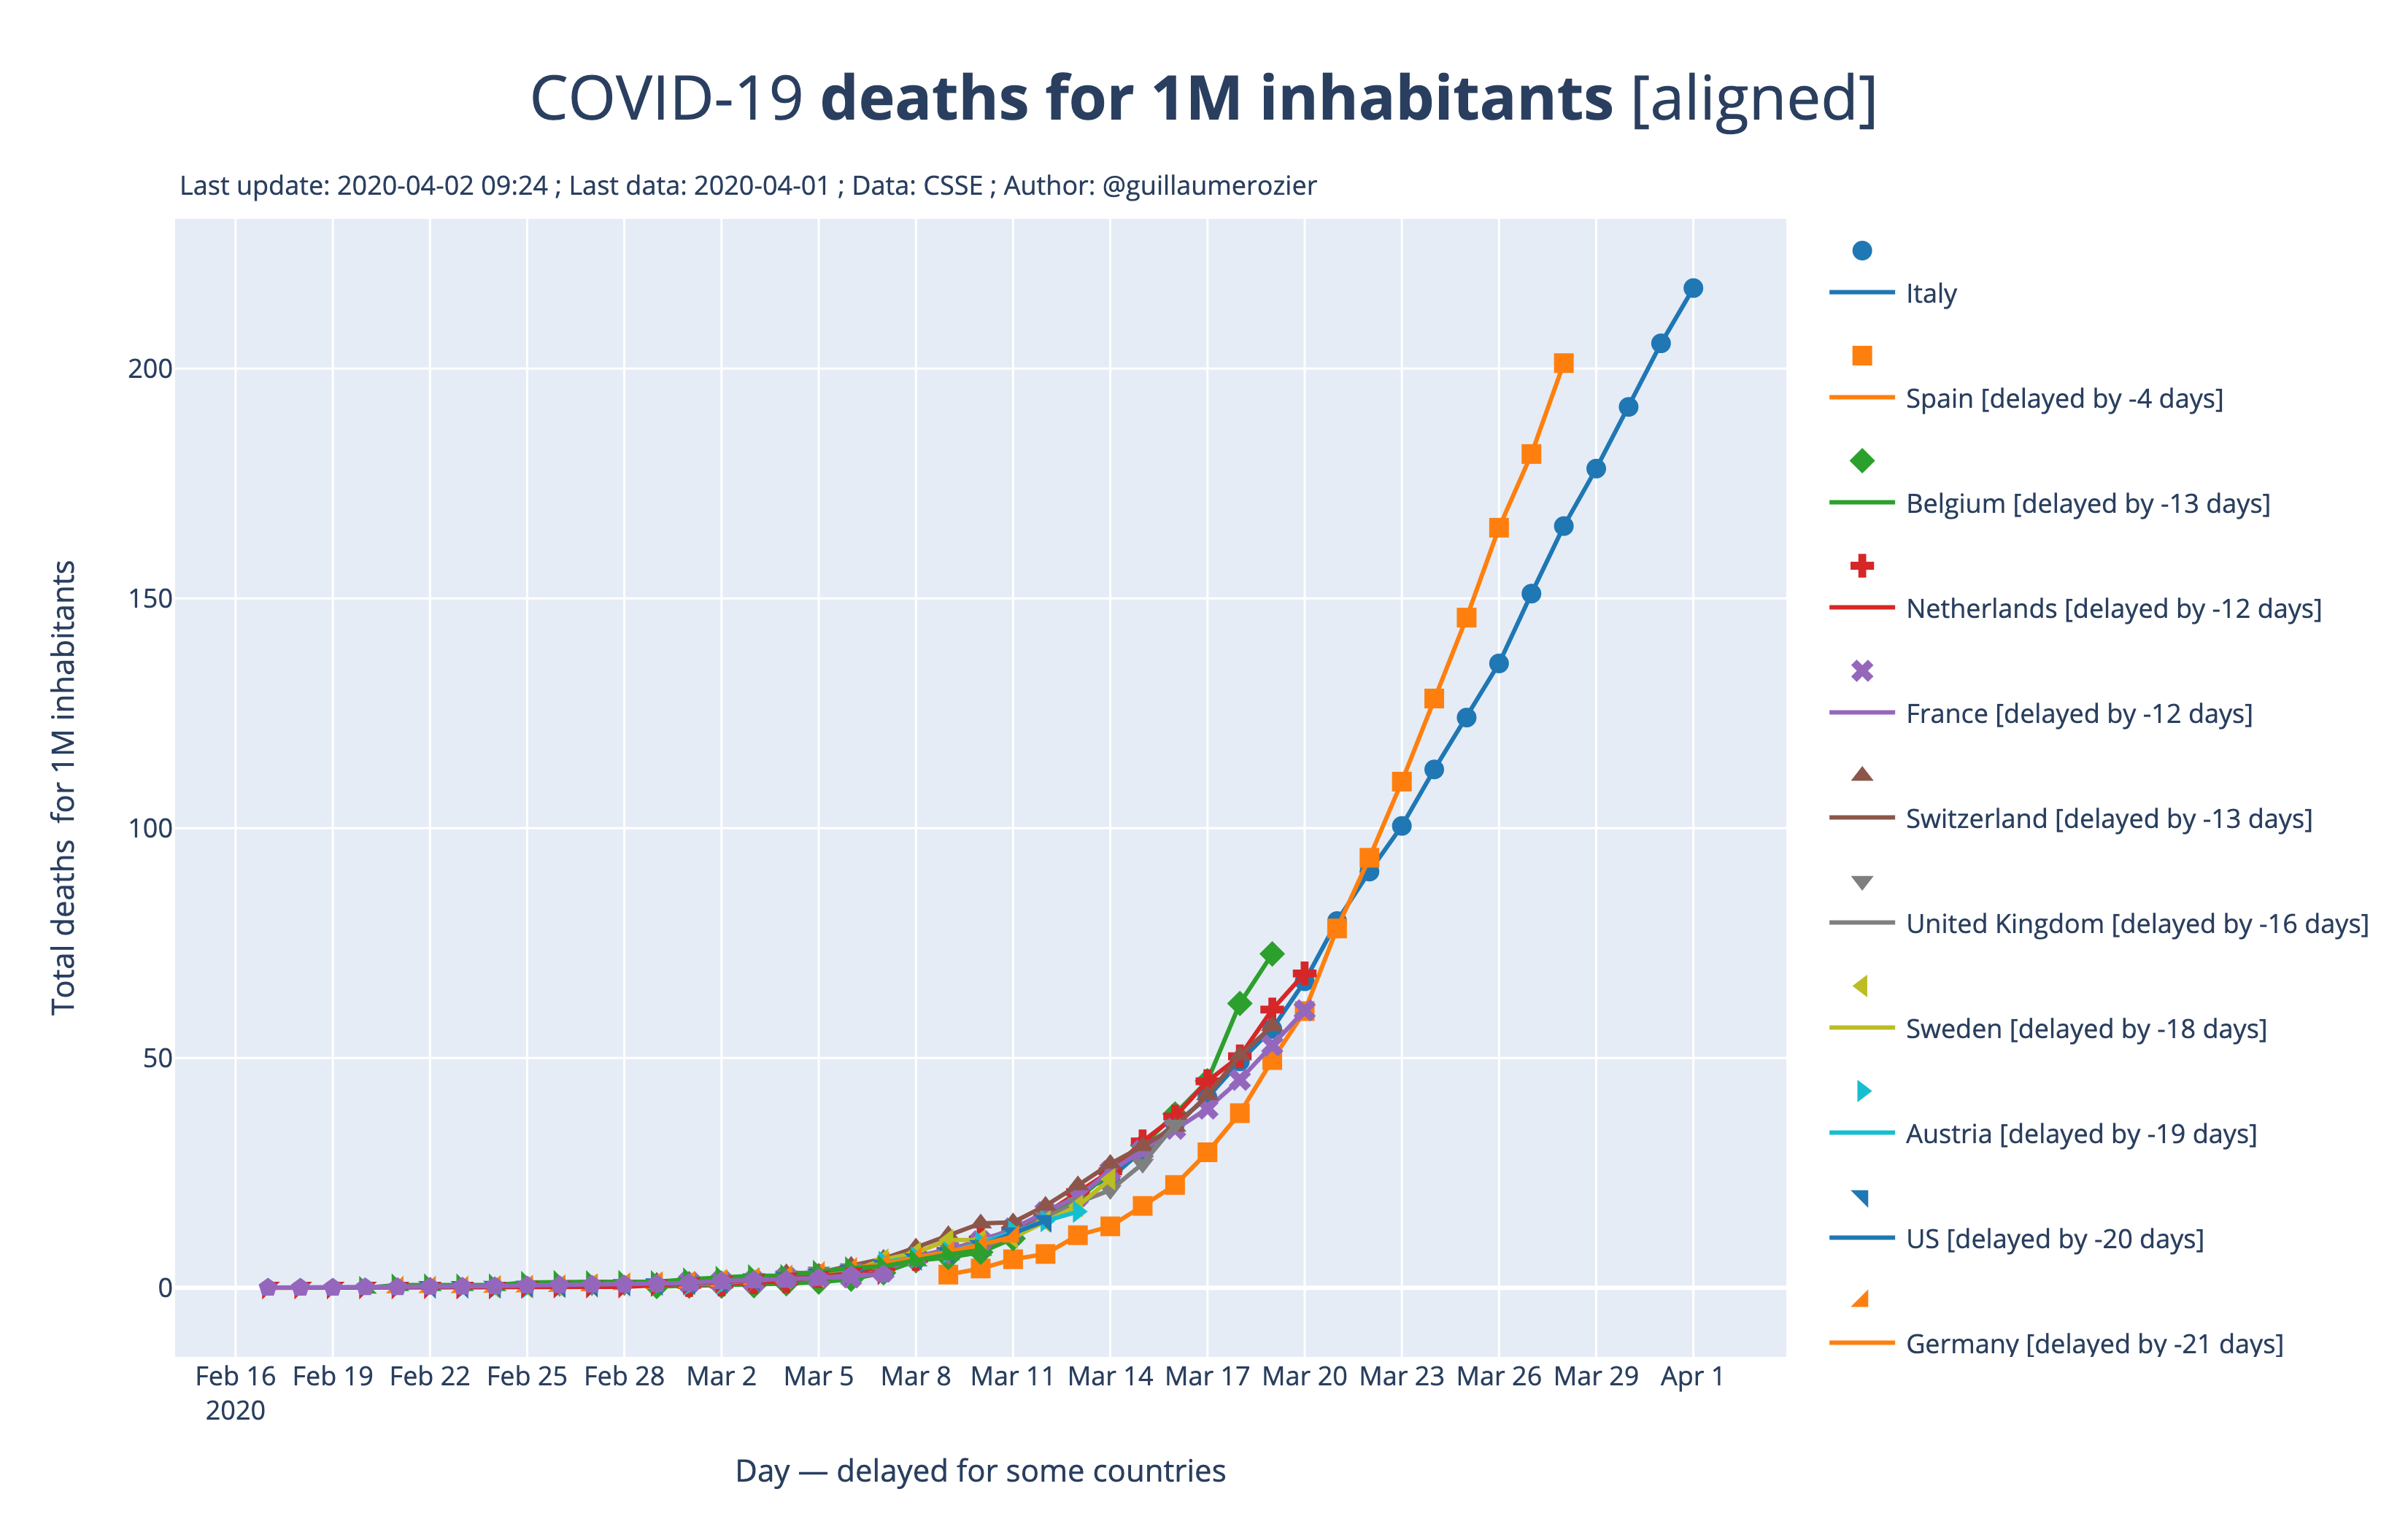 COVID-19 deaths for 1M inhabitants [aligned]
Last update: 2020-04-02 09:24 ; Last data: 2020-04-01 ; Data: CSSE ; Author: @guillaumerozier
Italy
Spain [delayed by -4 days]
Belgium [delayed by -13 days]
Netherlands [delayed by -12 days]
France [delayed by -12 days]
Switzerland [delayed by -13 days]
United Kingdom [delayed by -16 days]
Sweden [delayed by -18 days]
Austria [delayed by -19 days]
US [delayed by -20 days]
Germany [delayed by -21 days]
Total deaths for 1M inhabitants
200
150
100
50
0
Feb 16 Feb 19 Feb 22 Feb 25 Feb 28 Mar 2 Mar 5 Mar 8 Mar 11 Mar 14 Mar 17 Mar 20 Mar 23 Mar 26 Mar 29 Apr 1
2020
Day — delayed for some countries